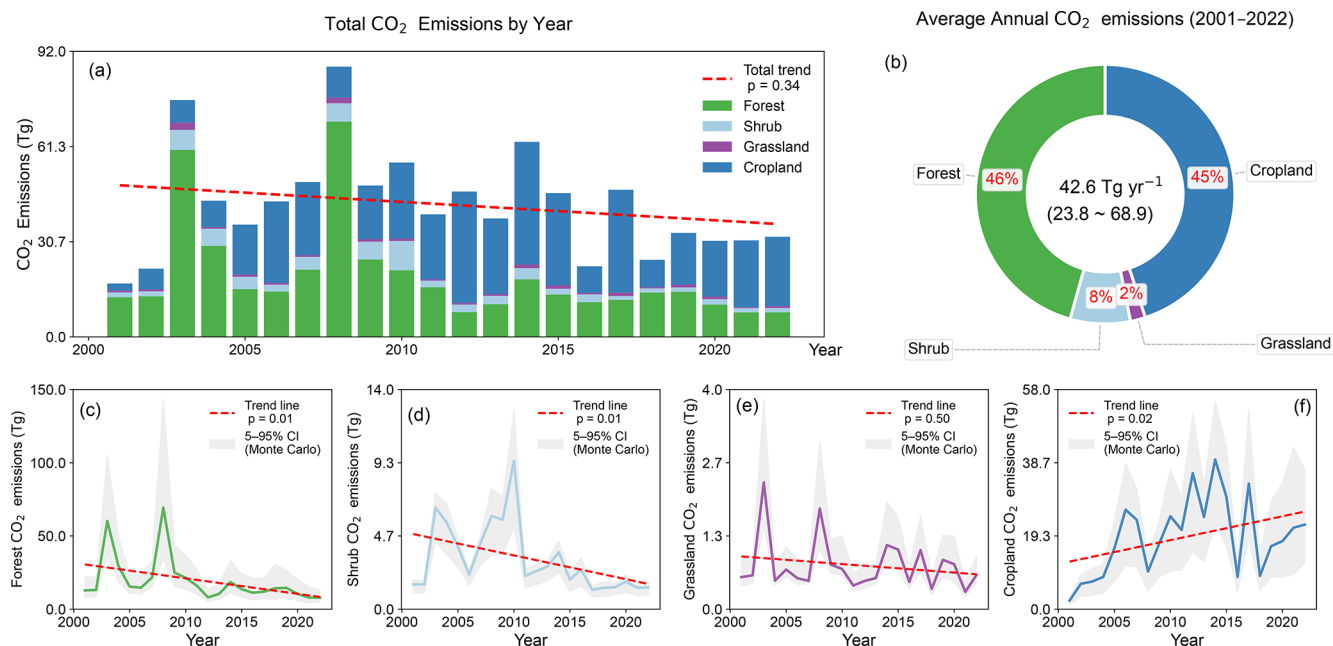 Total CO₂ Emissions by Year
Average Annual CO₂ emissions (2001–2022)
(a)
CO₂ Emissions (Tg)
92.0
61.3
30.7
0.0
2000
2005
2010
2015
2020
Year
Total trend
p = 0.34
Forest
Shrub
Grassland
Cropland
(b)
Forest
46%
42.6 Tg yr⁻¹
(23.8 ~ 68.9)
45%
Cropland
8%
2%
Shrub
Grassland
(c)
Forest CO₂ emissions (Tg)
150.0
100.0
50.0
0.0
2000
2005
2010
2015
2020
Year
Trend line
p = 0.01
5–95% CI
(Monte Carlo)
(d)
Shrub CO₂ emissions (Tg)
14.0
9.3
4.7
0.0
2000
2005
2010
2015
2020
Year
Trend line
p = 0.01
5–95% CI
(Monte Carlo)
(e)
Grassland CO₂ emissions (Tg)
4.0
2.7
1.3
0.0
2000
2005
2010
2015
2020
Year
Trend line
p = 0.50
5–95% CI
(Monte Carlo)
(f)
Cropland CO₂ emissions (Tg)
58.0
38.7
19.3
0.0
2000
2005
2010
2015
2020
Year
Trend line
p = 0.02
5–95% CI
(Monte Carlo)